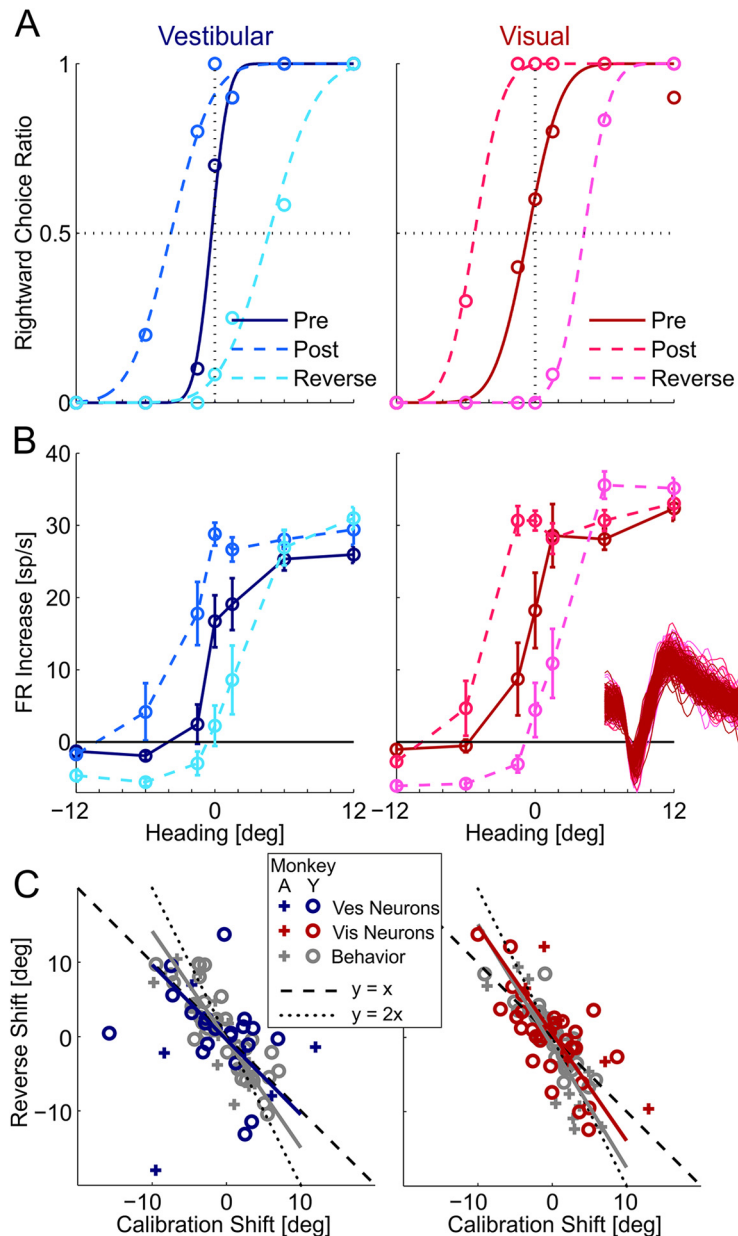 A
Vestibular
Visual
Rightward Choice Ratio
1
0.5
0
Pre
Post
Reverse
Pre
Post
Reverse
B
FR Increase [sp/s]
40
30
20
10
0
−12
0
12
−12
0
12
Heading [deg]
Heading [deg]
C
Monkey
A Y
Ves Neurons
Vis Neurons
Behavior
y = x
y = 2x
Reverse Shift [deg]
10
0
−10
−10
0
10
−10
0
10
Calibration Shift [deg]
Calibration Shift [deg]